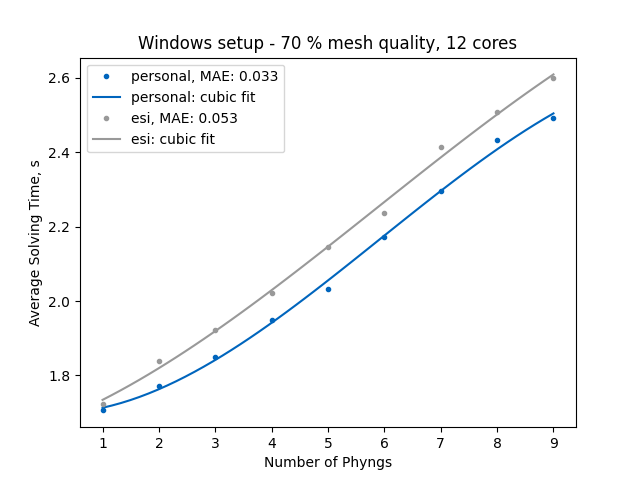 Windows setup - 70 % mesh quality, 12 cores
personal, MAE: 0.033
personal: cubic fit
esi, MAE: 0.053
esi: cubic fit
2.6
2.4
2.2
2.0
1.8
Average Solving Time, s
1 2 3 4 5 6 7 8 9
Number of Phyngs